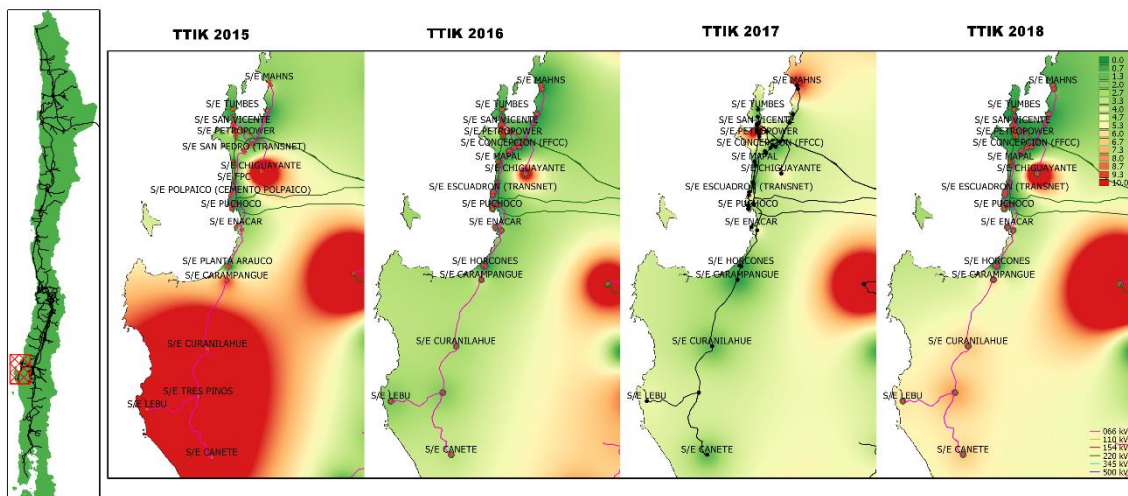 TTIK 2015
S/E MAHNS
S/E TUMBES
S/E SAN VICENTE
S/E PETROPOWER
S/E SAN PEDRO (TRANSNET)
S/E CHIGUAYANTE
S/E FPC
S/E POLPAICO (CEMENTO POLPAICO)
S/E PUCHOCO
S/E ENACAR
S/E PLANTA ARAUCO
S/E CARAMPANGUE
S/E CURANILAHUE
S/E TRES PINOS
S/E LEBU
S/E CANETE
TTIK 2016
S/E MAHNS
S/E TUMBES
S/E SAN VICENTE
S/E PETROPOWER
S/E CONCEPCION (FFCC)
S/E MAPAL
S/E CHIGUAYANTE
S/E ESCUADRON (TRANSNET)
S/E PUCHOCO
S/E ENACAR
S/E HORCONES
S/E CARAMPANGUE
S/E CURANILAHUE
S/E LEBU
S/E CANETE
TTIK 2017
S/E MAHNS
S/E TUMBES
S/E SAN VICENTE
S/E PETROPOWER
S/E CONCEPCION (FFCC)
S/E MAPAL
S/E CHIGUAYANTE
S/E ESCUADRON (TRANSNET)
S/E PUCHOCO
S/E ENACAR
S/E HORCONES
S/E CARAMPANGUE
S/E CURANILAHUE
S/E LEBU
S/E CANETE
TTIK 2018
S/E MAHNS
S/E TUMBES
S/E SAN VICENTE
S/E PETROPOWER
S/E CONCEPCION (FFCC)
S/E MAPAL
S/E CHIGUAYANTE
S/E ESCUADRON (TRANSNET)
S/E PUCHOCO
S/E ENACAR
S/E HORCONES
S/E CARAMPANGUE
S/E CURANILAHUE
S/E LEBU
S/E CANETE
0.0
0.7
1.3
2.0
2.7
3.3
4.0
4.7
5.3
6.0
6.7
7.3
8.0
8.7
9.3
10.0
066 kV
110 kV
154 kV
220 kV
345 kV
500 kV